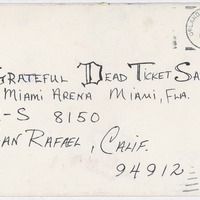 GRATEFUL DEAD TICKET SA
MIAMI ARENA MIAMI, FLA.
-S 8150
AN RAFAEL, CALIF.
94912